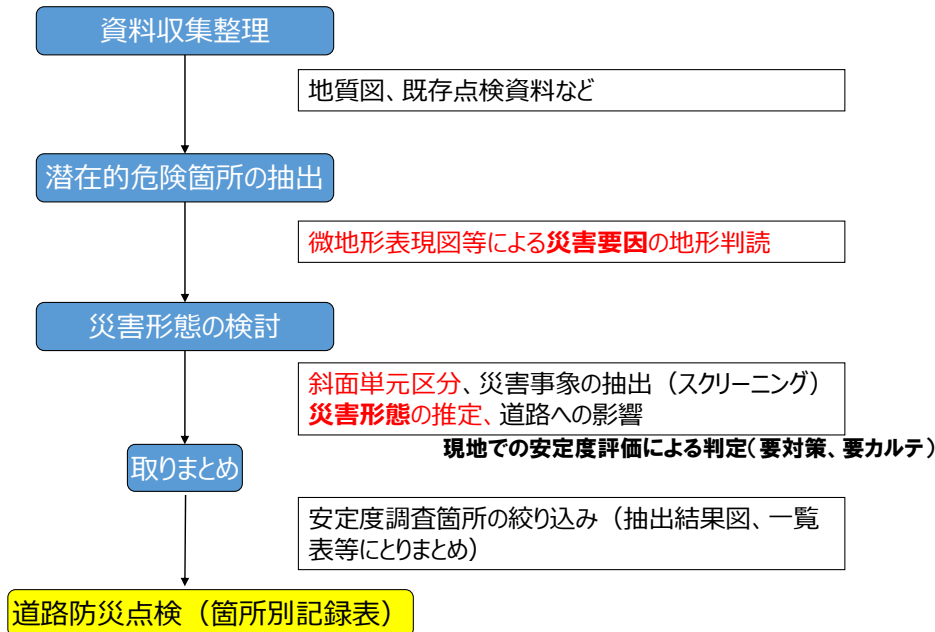 資料収集整理
地質図、既存点検資料など
潜在的危険箇所の抽出
微地形表現図等による災害要因の地形判読
災害形態の検討
斜面単元区分、災害事象の抽出（スクリーニング）
災害形態の推定、道路への影響
現地での安定度評価による判定（要対策、要カルテ）
取りまとめ
安定度調査箇所の絞り込み（抽出結果図、一覧
表等にとりまとめ）
道路防災点検（箇所別記録表）